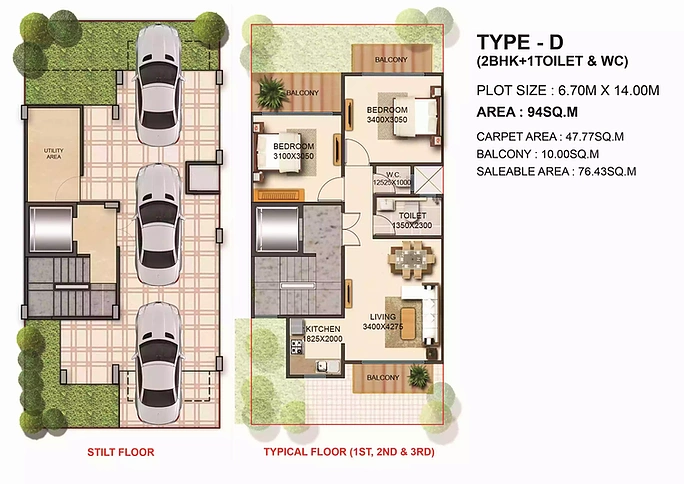 TYPE - D
(2BHK+1TOILET & WC)
PLOT SIZE : 6.70M X 14.00M
AREA : 94SQ.M
CARPET AREA : 47.77SQ.M
BALCONY : 10.00SQ.M
SALEABLE AREA : 76.43SQ.M
UTILITY
AREA
STILT FLOOR
BALCONY
BALCONY
BEDROOM
3400X3050
BEDROOM
3100X3050
W.C.
12525X1000
TOILET
1350X2300
LIVING
3400X4275
KITCHEN
1825X2000
BALCONY
TYPICAL FLOOR (1ST, 2ND & 3RD)